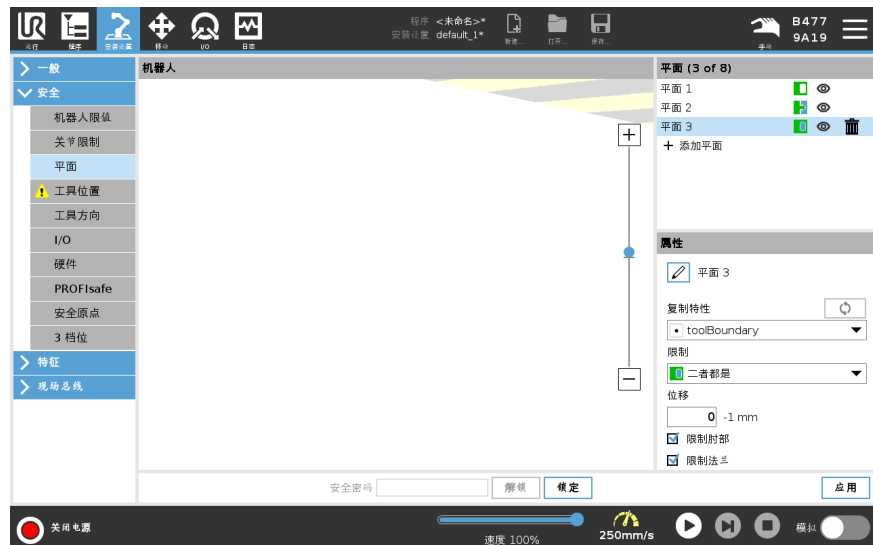 程序 <未命名>*
安装设置 default_1*
新建... 打开... 保存...
B477
9A19
运行 程序 安装设置 移动 I/O 日志 手动
一般
安全
机器人限值
关节限制
平面
工具位置
工具方向
I/O
硬件
PROFIsafe
安全原点
3 档位
特征
现场总线
机器人
平面 (3 of 8)
平面 1
平面 2
平面 3
添加平面
属性
平面 3
复制特性
toolBoundary
限制
二者都是
位移
0 -1 mm
限制肘部
限制法兰
安全密码 解锁 锁定 应用
关闭电源
速度 100%
250mm/s
模拟